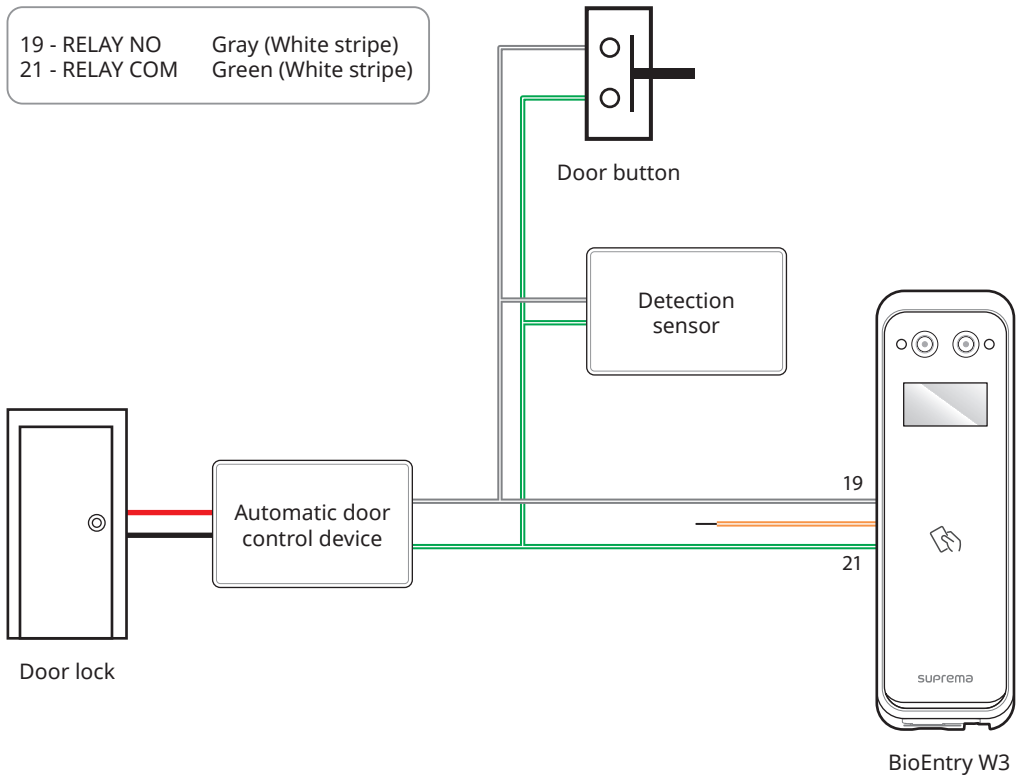 19 - RELAY NO Gray (White stripe)
21 - RELAY COM Green (White stripe)
Door button
Detection
sensor
Automatic door
control device
19
21
Door lock
suprema
BioEntry W3